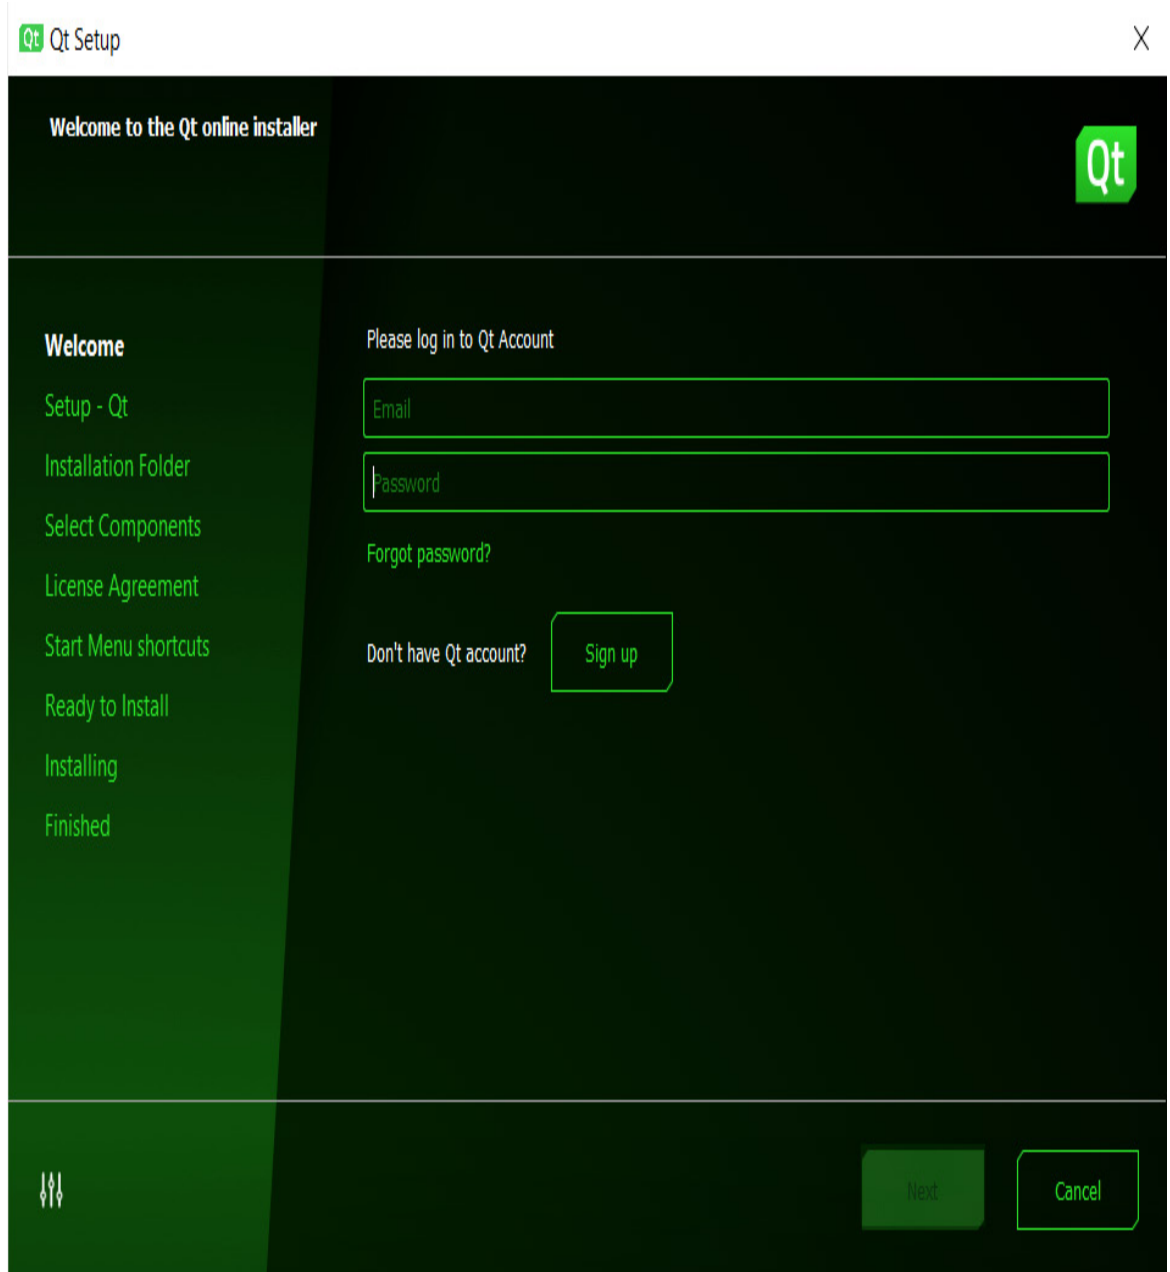 Qt Qt Setup
Welcome to the Qt online installer
Qt
Welcome
Setup - Qt
Installation Folder
Select Components
License Agreement
Start Menu shortcuts
Ready to Install
Installing
Finished
Please log in to Qt Account
Email
Password
Forgot password?
Don't have Qt account? Sign up
Next Cancel